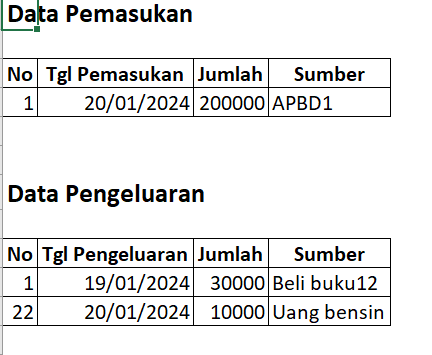 Data Pemasukan
No Tgl Pemasukan Jumlah Sumber
1 20/01/2024 200000 APBD1
Data Pengeluaran
No Tgl Pengeluaran Jumlah Sumber
1 19/01/2024 30000 Beli buku12
22 20/01/2024 10000 Uang bensin